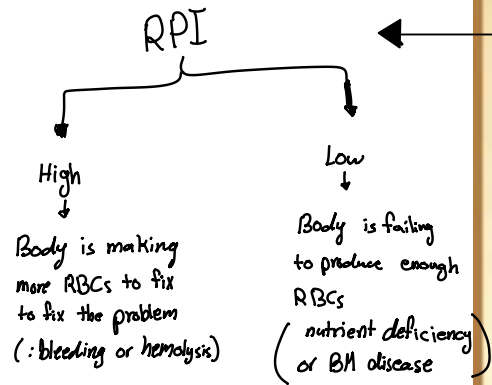 RPI
High
Body is making
more RBCs to fix
to fix the problem
(: bleeding or hemolysis)
Low
Body is failing
to produce enough
RBCs
(nutrient deficiency
or BM disease)